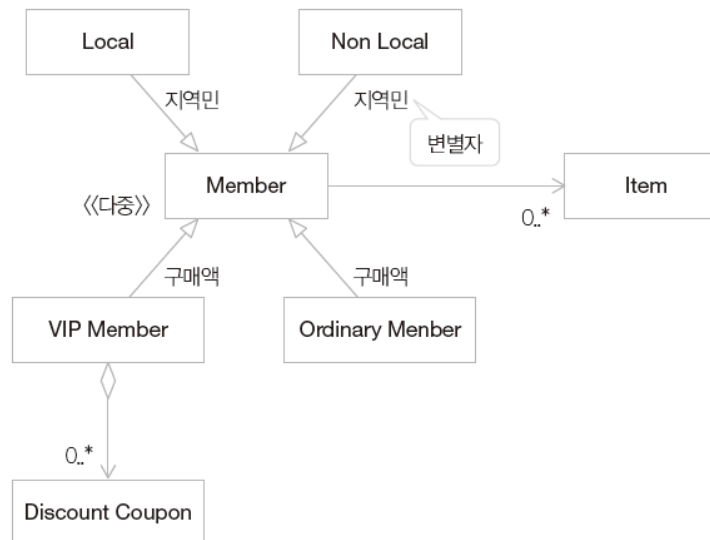 Local
Non Local
지역민
지역민
변별자
Member
Item
《다중》
0..*
구매액
구매액
VIP Member
Ordinary Menber
0..*
Discount Coupon